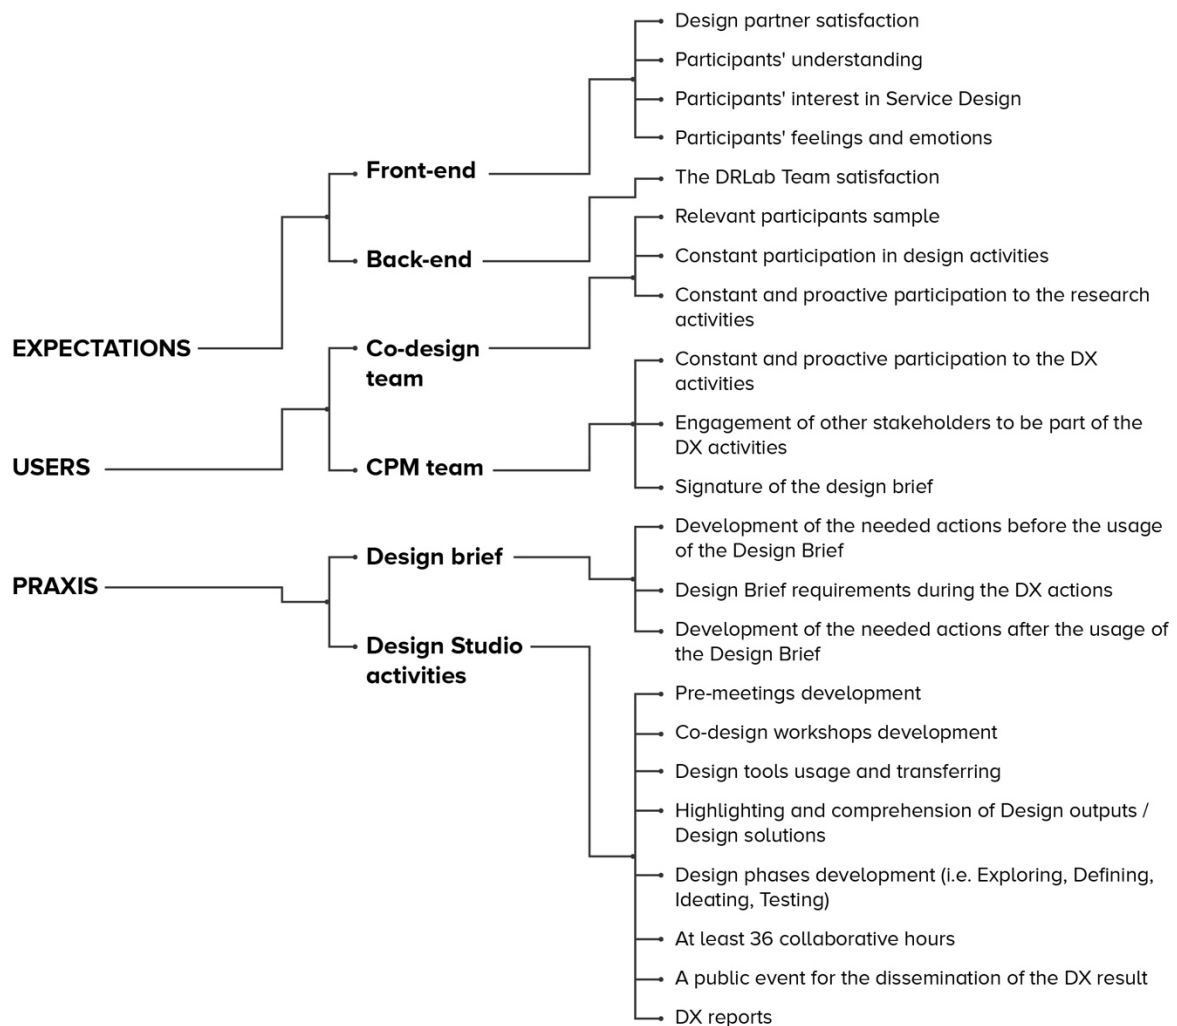 EXPECTATIONS
USERS
PRAXIS
Front-end
Back-end
Co-design
team
CPM team
Design brief
Design Studio
activities
Design partner satisfaction
Participants' understanding
Participants' interest in Service Design
Participants' feelings and emotions
The DRLab Team satisfaction
Relevant participants sample
Constant participation in design activities
Constant and proactive participation to the research
activities
Constant and proactive participation to the DX
activities
Engagement of other stakeholders to be part of the
DX activities
Signature of the design brief
Development of the needed actions before the usage
of the Design Brief
Design Brief requirements during the DX actions
Development of the needed actions after the usage of
the Design Brief
Pre-meetings development
Co-design workshops development
Design tools usage and transferring
Highlighting and comprehension of Design outputs /
Design solutions
Design phases development (i.e. Exploring, Defining,
Ideating, Testing)
At least 36 collaborative hours
A public event for the dissemination of the DX result
DX reports